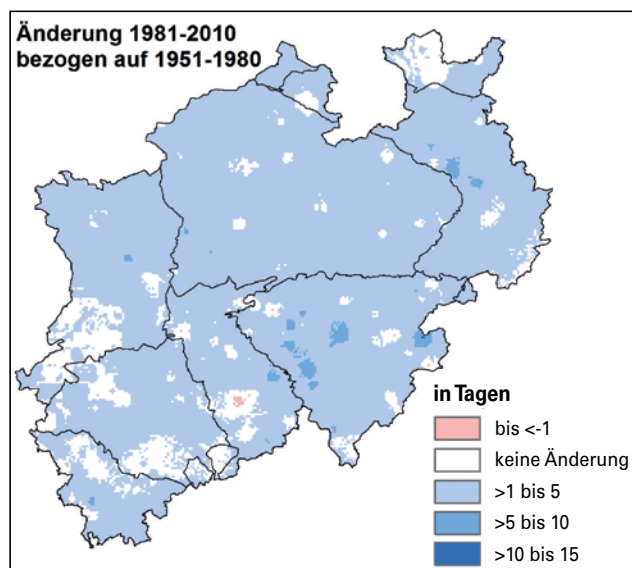 Änderung 1981-2010
bezogen auf 1951-1980
in Tagen
bis <-1
keine Änderung
>1 bis 5
>5 bis 10
>10 bis 15